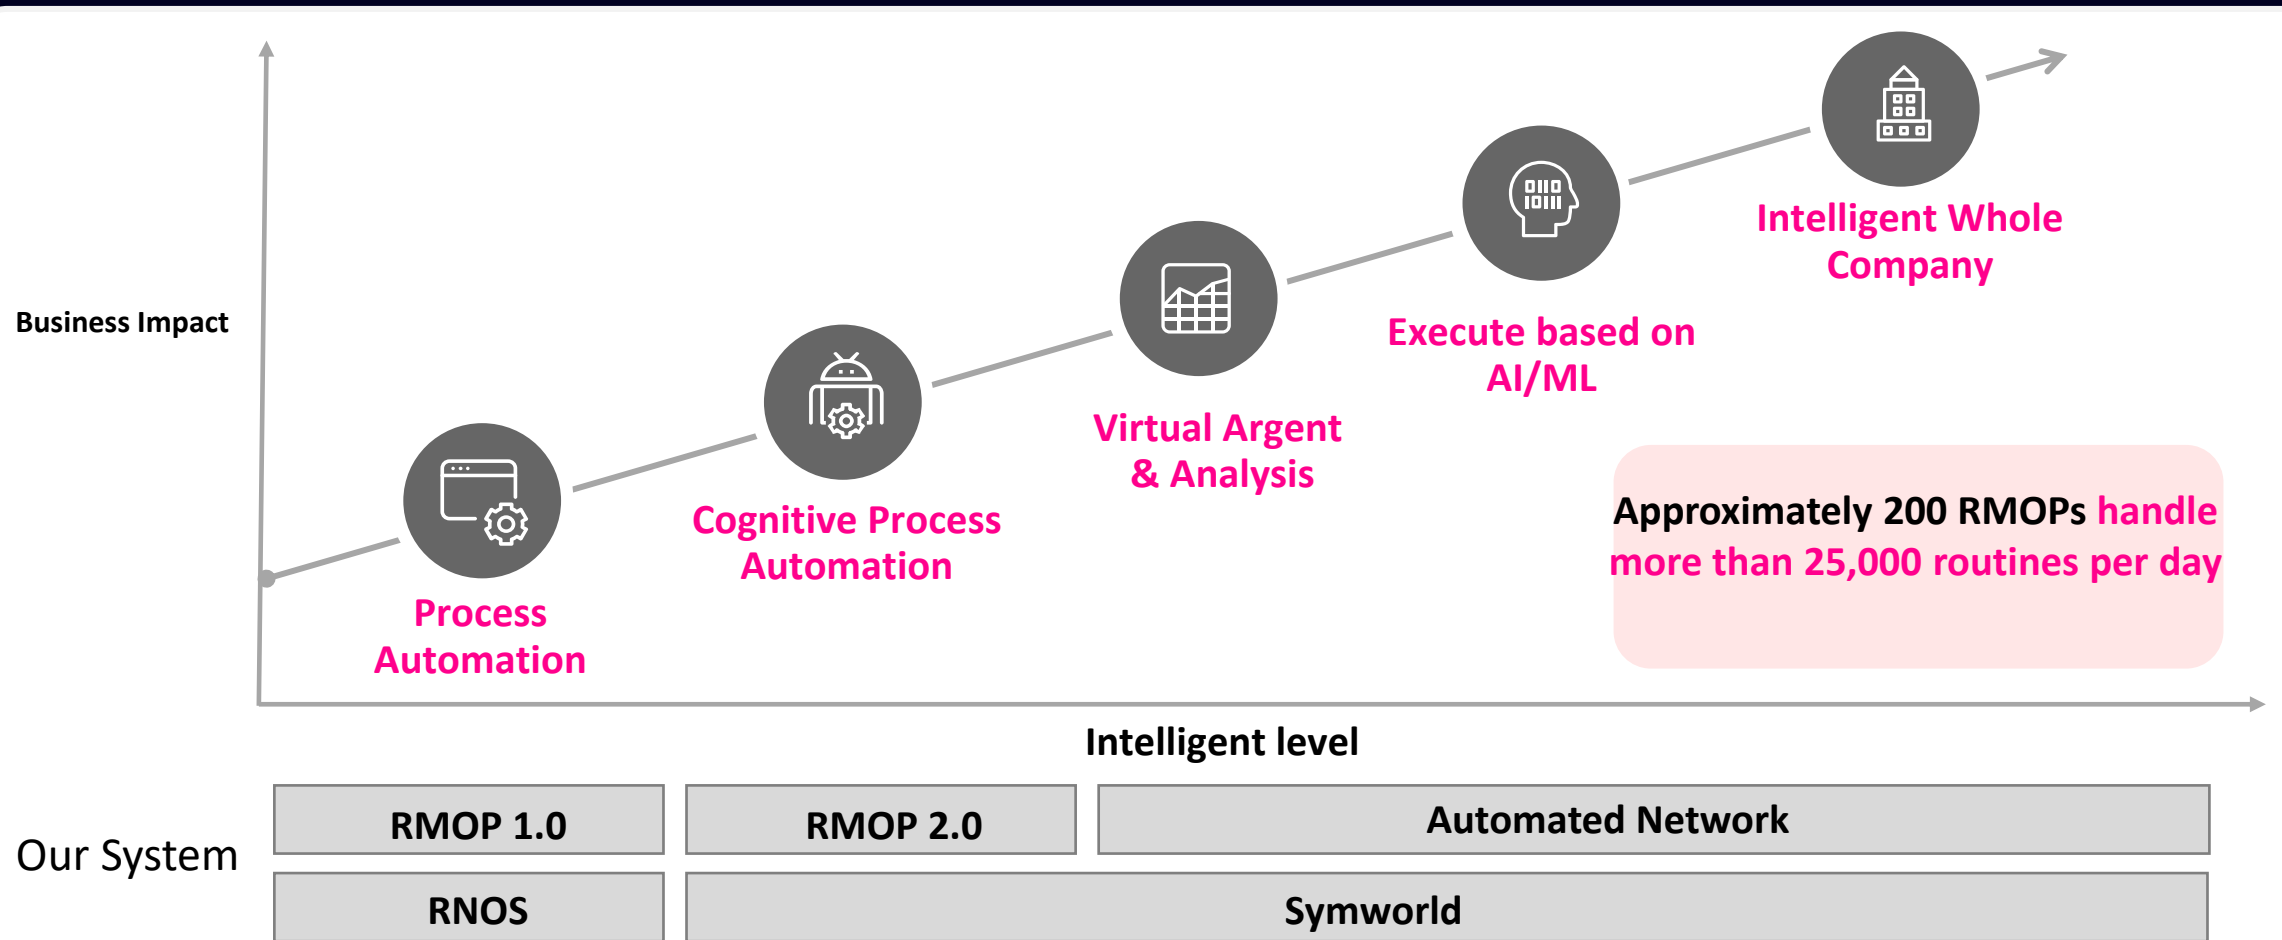 Business Impact
Process
Automation
Cognitive Process
Automation
Virtual Argent
& Analysis
Execute based on
AI/ML
Intelligent Whole
Company
Approximately 200 RMOPs handle
more than 25,000 routines per day
Intelligent level
Our System
RMOP 1.0
RMOP 2.0
Automated Network
RNOS
Symworld